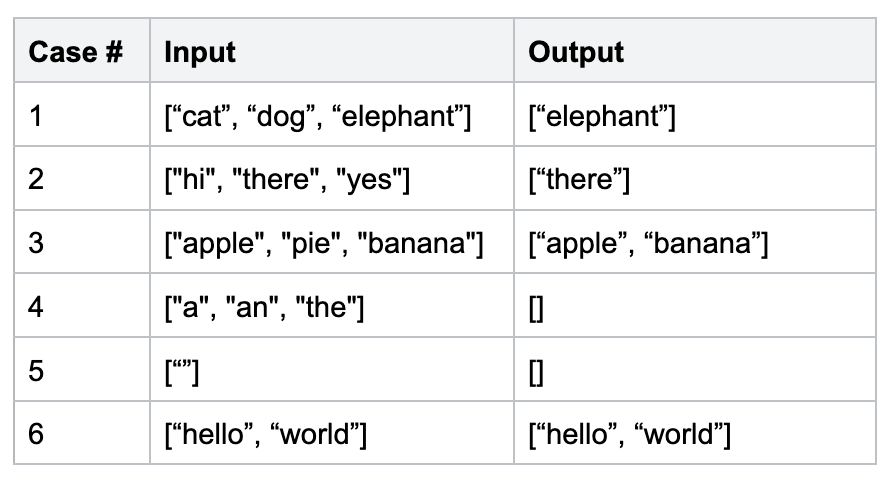 Case # Input Output
1 [“cat”, “dog”, “elephant”] [“elephant”]
2 ["hi", "there", "yes"] [“there”]
3 ["apple", "pie", "banana"] [“apple”, “banana”]
4 ["a", "an", "the"] []
5 [“”] []
6 [“hello”, “world”] [“hello”, “world”]